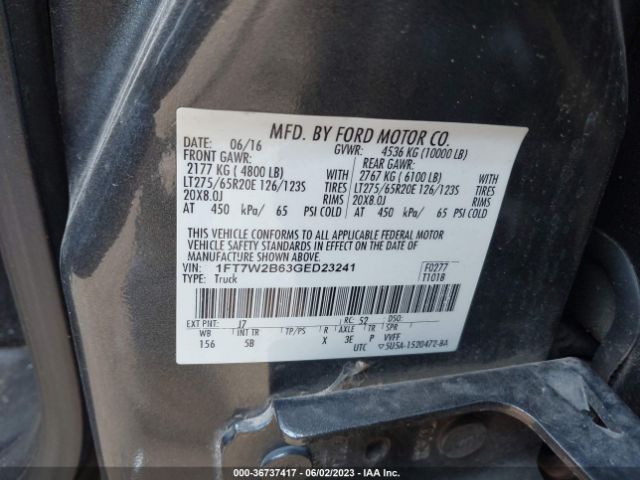 MFD. BY FORD MOTOR CO.
DATE: 06/16 GVWR: 4536 KG (10000 LB)
FRONT GAWR: REAR GAWR:
2177 KG ( 4800 LB) WITH 2767 KG ( 6100 LB) WITH
LT275/65R20E 126/123S TIRES LT275/65R20E 126/123S TIRES
20X8.0J RIMS 20X8.0J RIMS
AT 450 kPa/ 65 PSI COLD AT 450 kPa/ 65 PSI COLD
THIS VEHICLE CONFORMS TO ALL APPLICABLE FEDERAL MOTOR
VEHICLE SAFETY STANDARDS IN EFFECT ON THE DATE OF
MANUFACTURE SHOWN ABOVE.
VIN: 1FT7W2B63GED23241 F0277
TYPE: Truck T1018
EXT PNT: J7 RC: 52 DSO:
WB INT TR TP/PS R AXLE TR SPR
156 5B X 3E P VVFF
UTC ▽5USA-1520472-BA
000-36737417 - 06/02/2023 - IAA Inc.